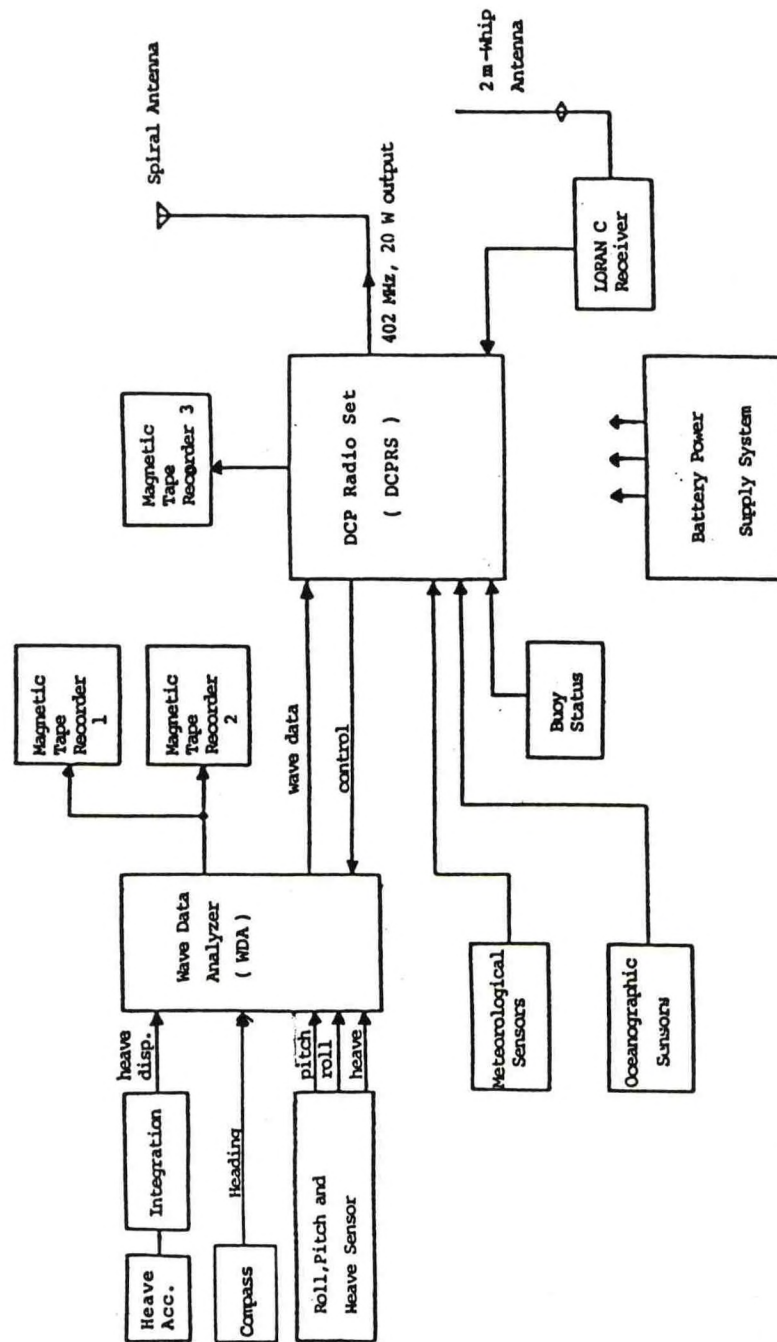 Heave
Acc.
Integration
heave
disp.
Compass
Heading
Roll,Pitch and
Heave Sensor
pitch
roll
heave
Wave Data
Analyzer
( WDA )
Magnetic
Tape
Recorder
1
Magnetic
Tape
Recorder
2
wave data
control
Magnetic
Tape
Recorder 3
DCP Radio Set
( DCPRS )
402 MHz, 20 W output
Spiral Antenna
2 m-Whip
Antenna
LORAN C
Receiver
Meteorological
Sensors
Oceanographic
Sensors
Buoy
Status
Battery Power
Supply System